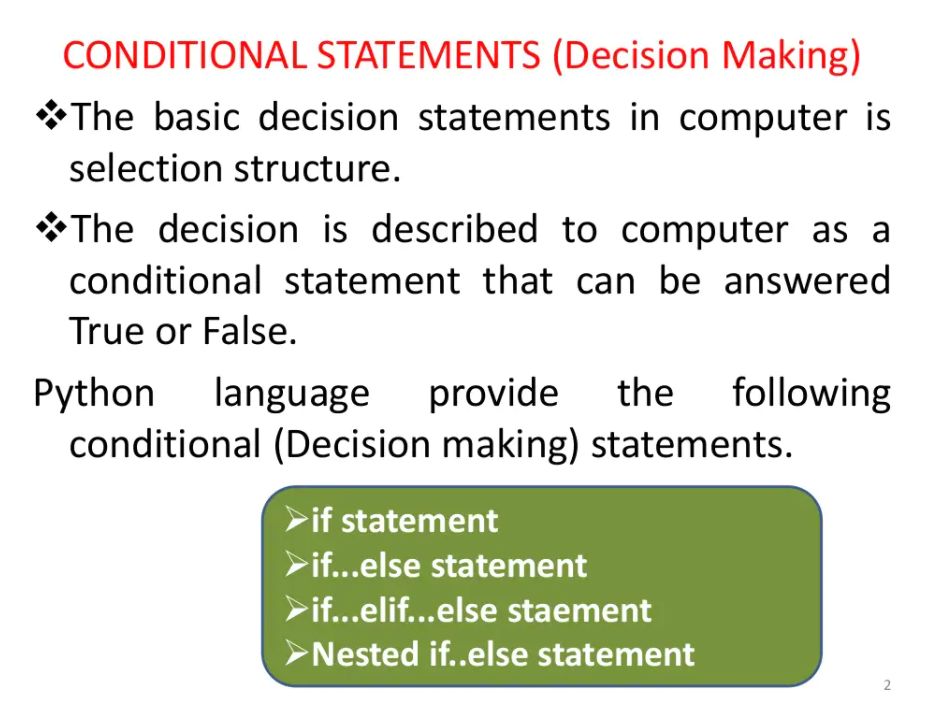 CONDITIONAL STATEMENTS (Decision Making)
❖The basic decision statements in computer is
selection structure.
❖The decision is described to computer as a
conditional statement that can be answered
True or False.
Python language provide the following
conditional (Decision making) statements.
➢if statement
➢if...else statement
➢if...elif...else staement
➢Nested if..else statement
2